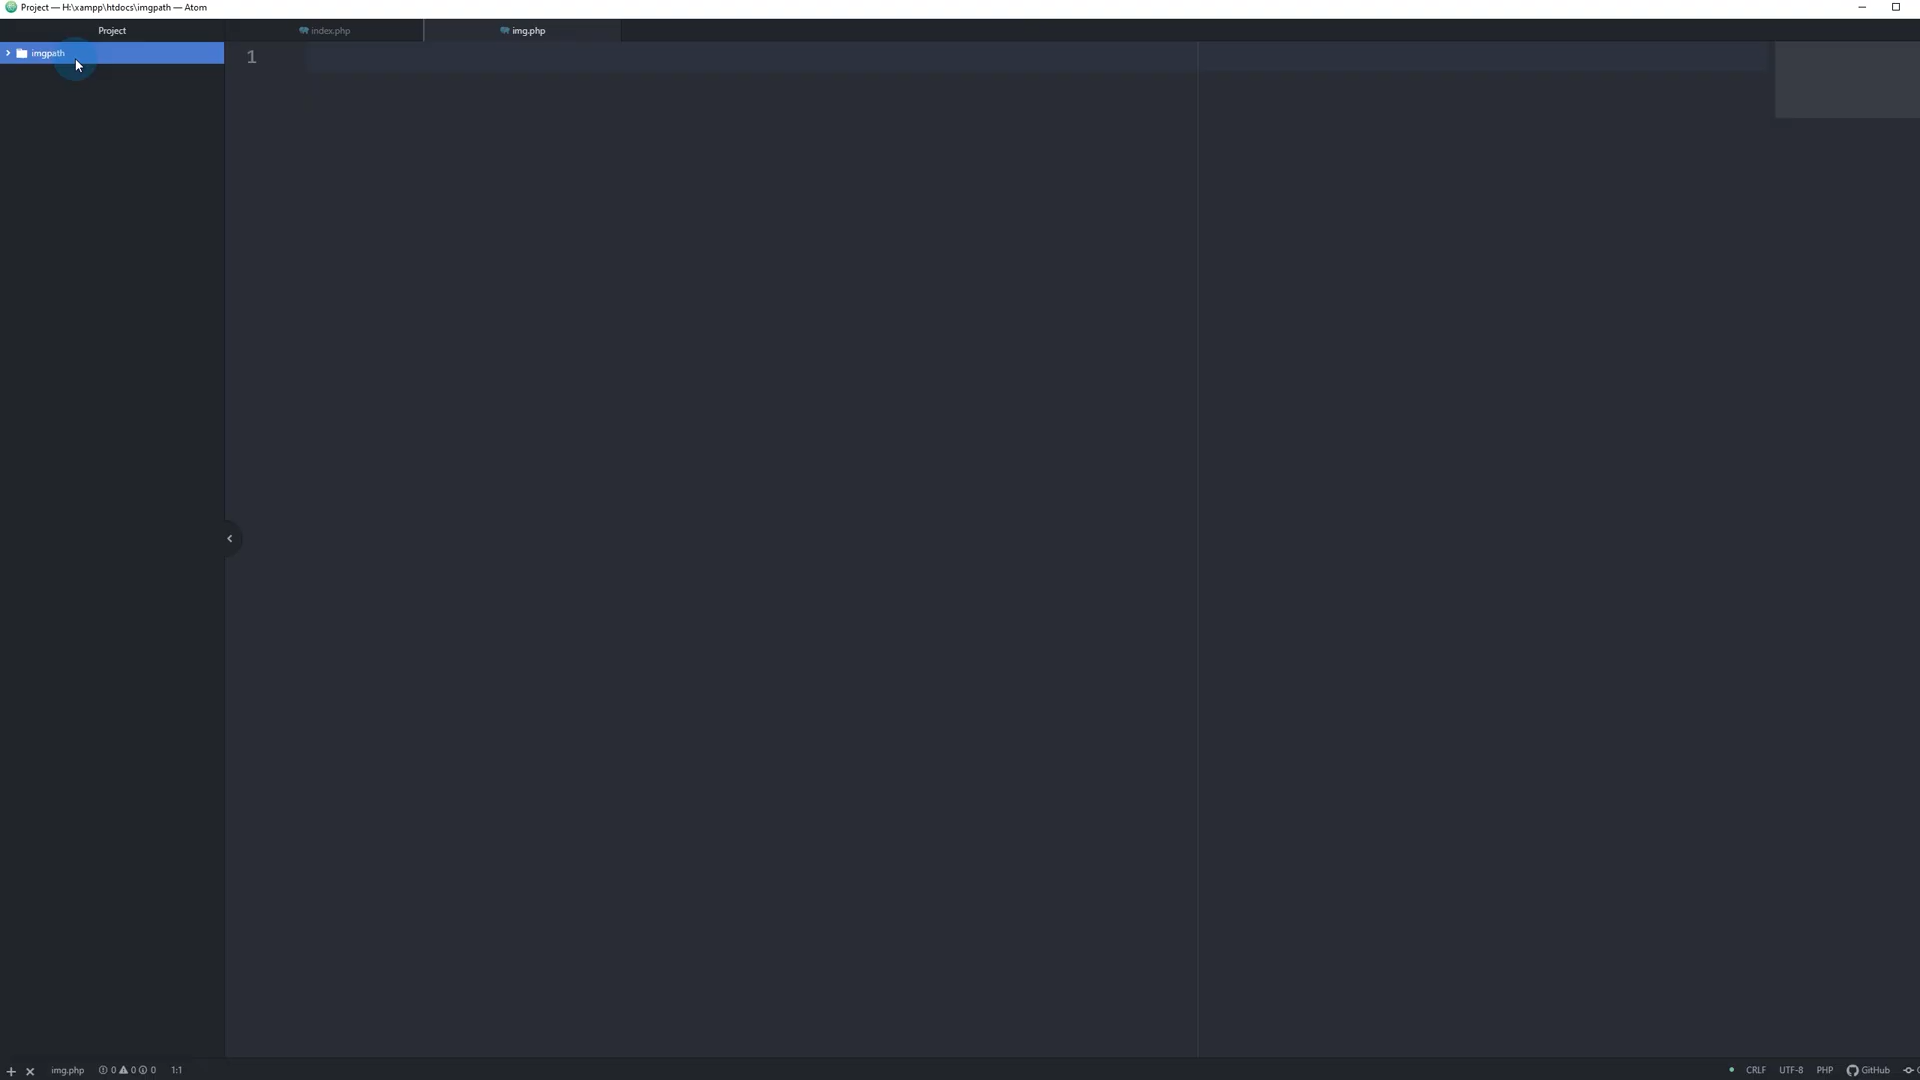 Project — H:\xampp\htdocs\imgpath — Atom
Project
index.php
img.php
imgpath
1
img.php 0 0 0 1:1
CRLF UTF-8 PHP GitHub